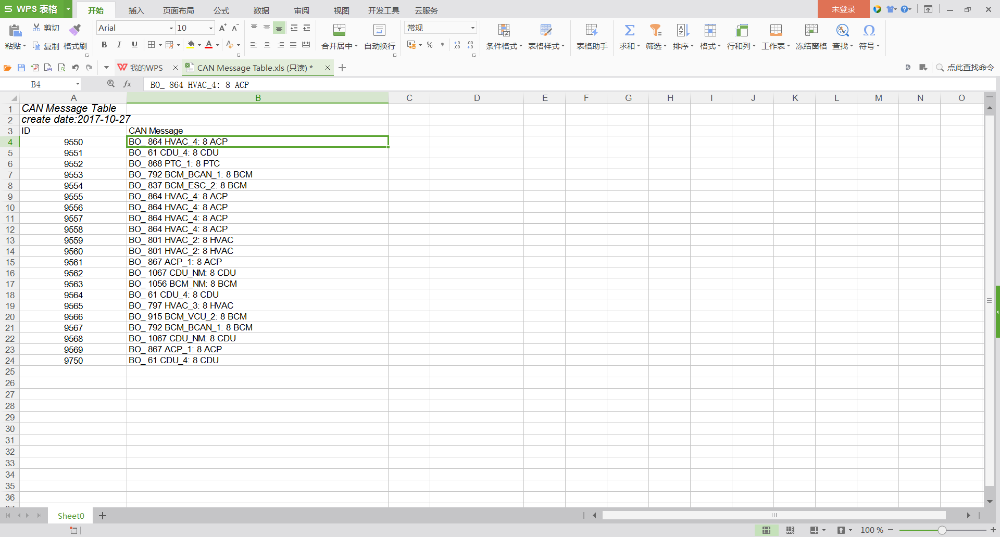 S WPS 表格 开始 插入 页面布局 公式 数据 审阅 视图 开发工具 云服务 未登录
剪切 Arial 10 常规
粘贴 复制 格式刷 B I U 合并居中 自动换行 % 条件格式 表格样式 表格助手 求和 筛选 排序 格式 行和列 工作表 冻结窗格 查找 符号
我的WPS CAN Message Table.xls (只读) * 点此查找命令
B4 fx BO_ 864 HVAC_4: 8 ACP
A B C D E F G H I J K L M N O
1 CAN Message Table
2 create date:2017-10-27
3 ID CAN Message
4 9550 BO_ 864 HVAC_4: 8 ACP
5 9551 BO_ 61 CDU_4: 8 CDU
6 9552 BO_ 868 PTC_1: 8 PTC
7 9553 BO_ 792 BCM_BCAN_1: 8 BCM
8 9554 BO_ 837 BCM_ESC_2: 8 BCM
9 9555 BO_ 864 HVAC_4: 8 ACP
10 9556 BO_ 864 HVAC_4: 8 ACP
11 9557 BO_ 864 HVAC_4: 8 ACP
12 9558 BO_ 864 HVAC_4: 8 ACP
13 9559 BO_ 801 HVAC_2: 8 HVAC
14 9560 BO_ 801 HVAC_2: 8 HVAC
15 9561 BO_ 867 ACP_1: 8 ACP
16 9562 BO_ 1067 CDU_NM: 8 CDU
17 9563 BO_ 1056 BCM_NM: 8 BCM
18 9564 BO_ 61 CDU_4: 8 CDU
19 9565 BO_ 797 HVAC_3: 8 HVAC
20 9566 BO_ 915 BCM_VCU_2: 8 BCM
21 9567 BO_ 792 BCM_BCAN_1: 8 BCM
22 9568 BO_ 1067 CDU_NM: 8 CDU
23 9569 BO_ 867 ACP_1: 8 ACP
24 9750 BO_ 61 CDU_4: 8 CDU
25
26
27
28
29
30
31
32
33
34
35
36
37
Sheet0
100 %